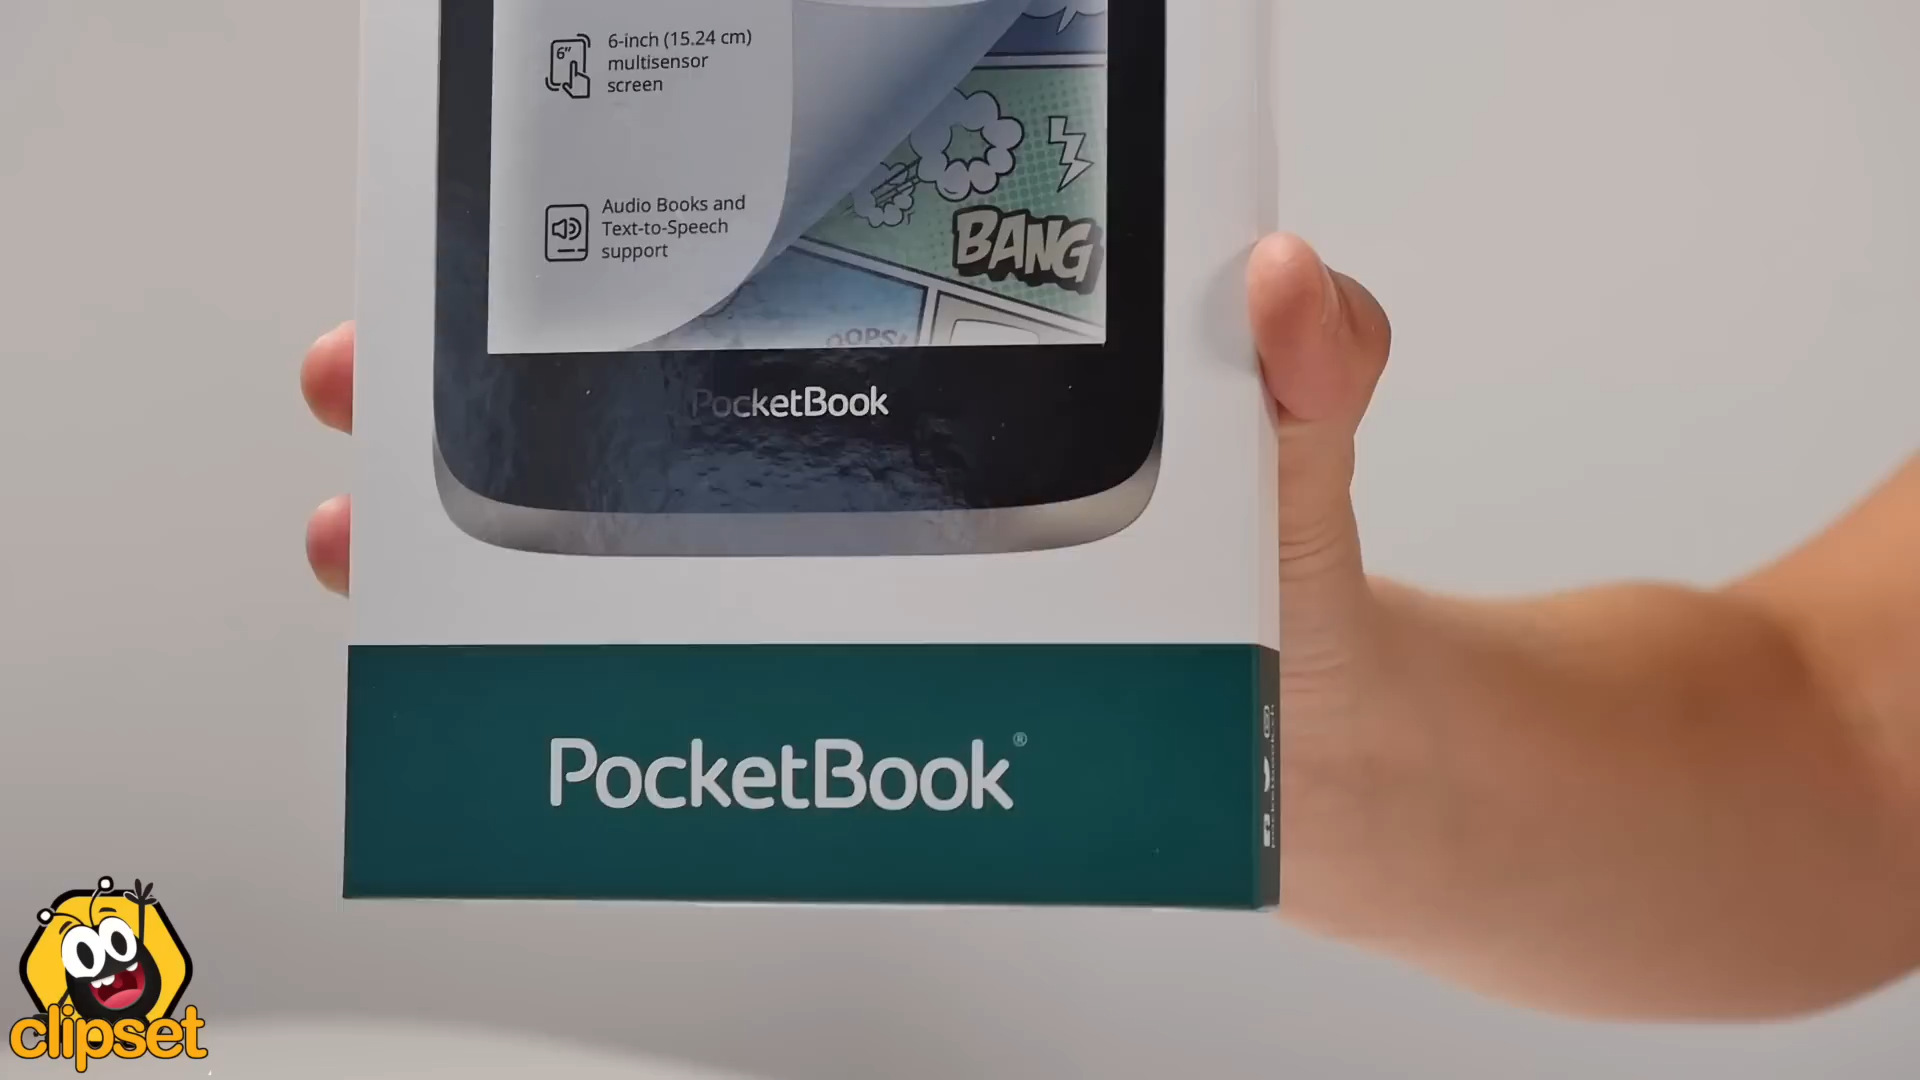 6"
6-inch (15.24 cm)
multisensor
screen
Audio Books and
Text-to-Speech
support
BANG
OOPS!
PocketBook
PocketBook®
clipset